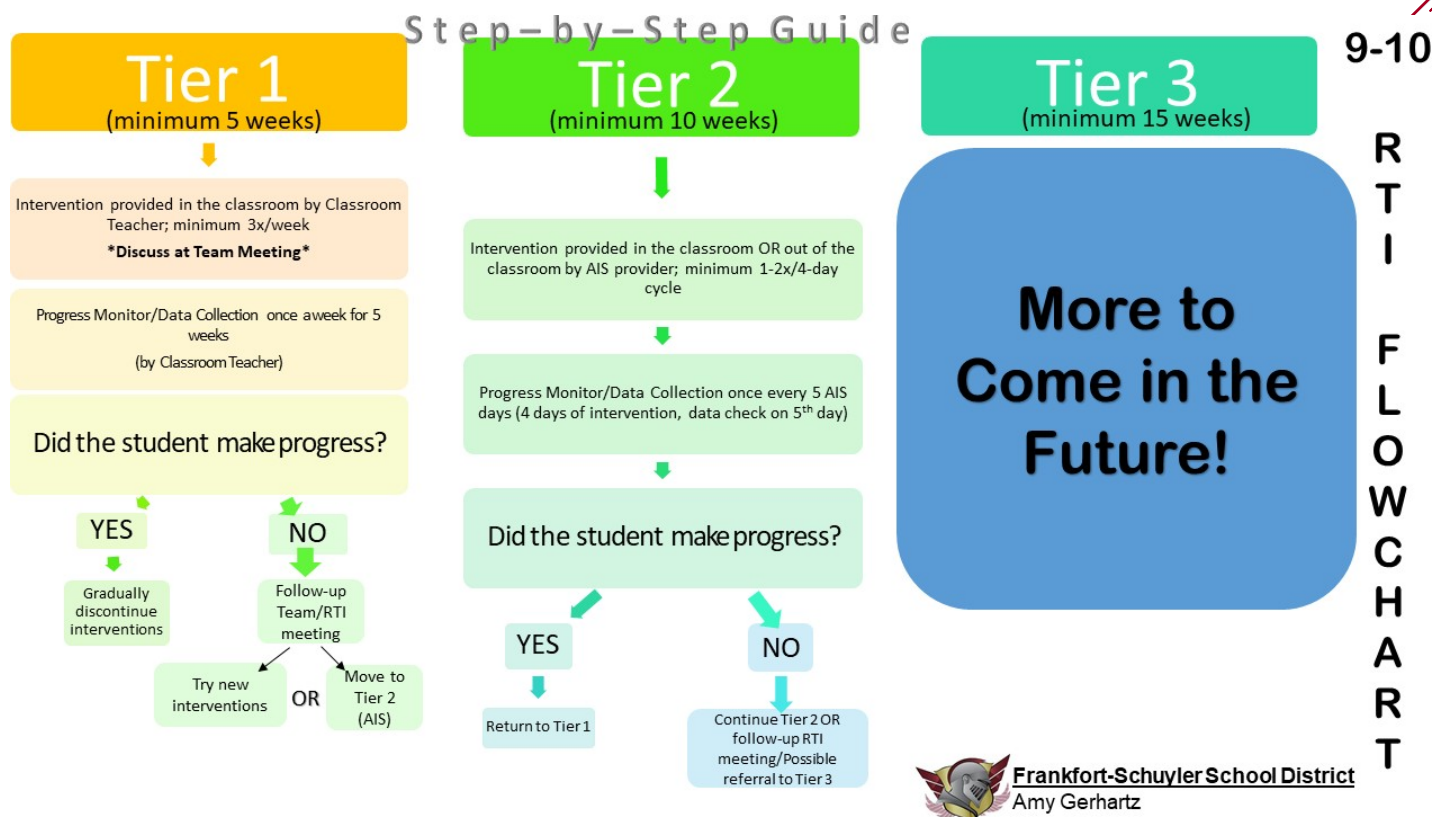 Step–by–Step Guide
9-10
RTI FLOWCHART
Tier 1
(minimum 5 weeks)
Intervention provided in the classroom by Classroom
Teacher; minimum 3x/week
*Discuss at Team Meeting*
Progress Monitor/Data Collection once aweek for 5
weeks
(by Classroom Teacher)
Did the student make progress?
YES
NO
Gradually
discontinue
interventions
Follow-up
Team/RTI
meeting
Try new
interventions
OR
Move to
Tier 2
(AIS)
Tier 2
(minimum 10 weeks)
Intervention provided in the classroom OR out of the
classroom by AIS provider; minimum 1-2x/4-day
cycle
Progress Monitor/Data Collection once every 5 AIS
days (4 days of intervention, data check on 5th day)
Did the student make progress?
YES
NO
Return to Tier 1
Continue Tier 2 OR
follow-up RTI
meeting/Possible
referral to Tier 3
Tier 3
(minimum 15 weeks)
More to
Come in the
Future!
Frankfort-Schuyler School District
Amy Gerhartz